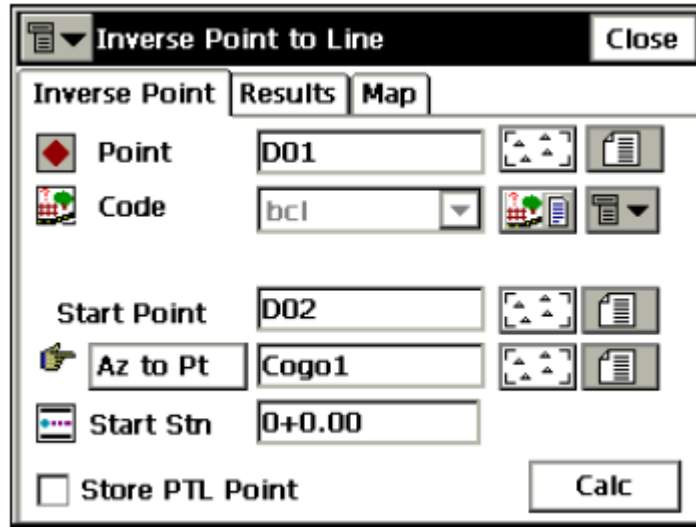 Inverse Point to Line Close
Inverse Point Results Map
Point D01
Code bcl
Start Point D02
Az to Pt Cogo1
Start Stn 0+0.00
Store PTL Point Calc